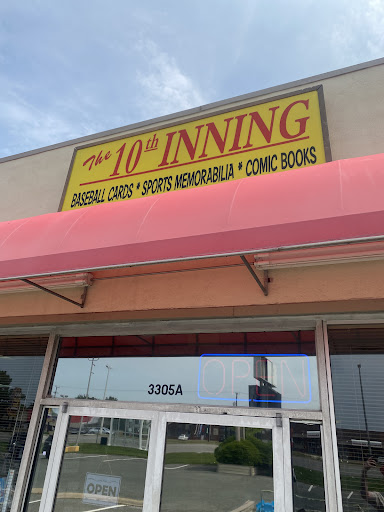 The 10th INNING
BASEBALL CARDS * SPORTS MEMORABILIA * COMIC BOOKS
3305A
OPEN
OPEN